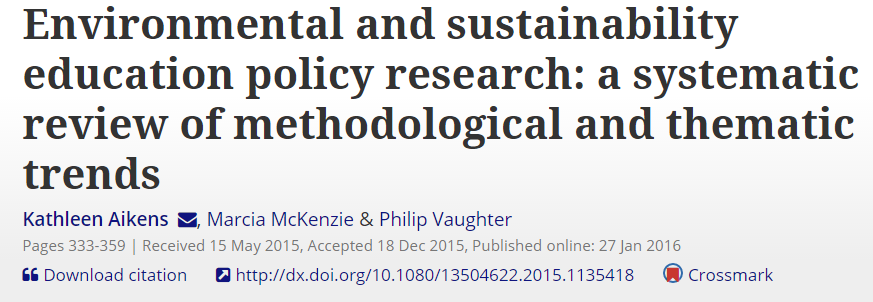 Environmental and sustainability
education policy research: a systematic
review of methodological and thematic
trends
Kathleen Aikens , Marcia McKenzie & Philip Vaughter
Pages 333-359 | Received 15 May 2015, Accepted 18 Dec 2015, Published online: 27 Jan 2016
Download citation http://dx.doi.org/10.1080/13504622.2015.1135418 Crossmark